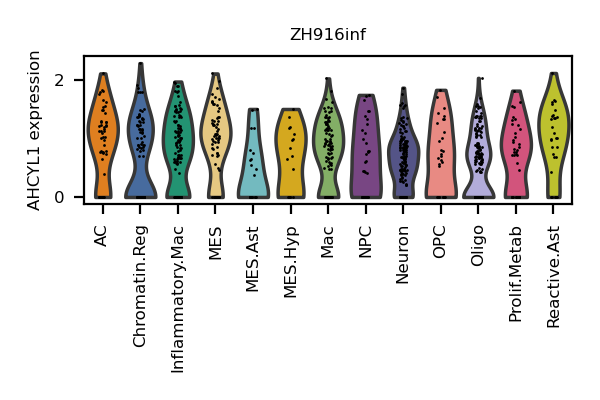 ZH916inf
AHCYL1 expression
2
0
AC
Chromatin.Reg
Inflammatory.Mac
MES
MES.Ast
MES.Hyp
Mac
NPC
Neuron
OPC
Oligo
Prolif.Metab
Reactive.Ast